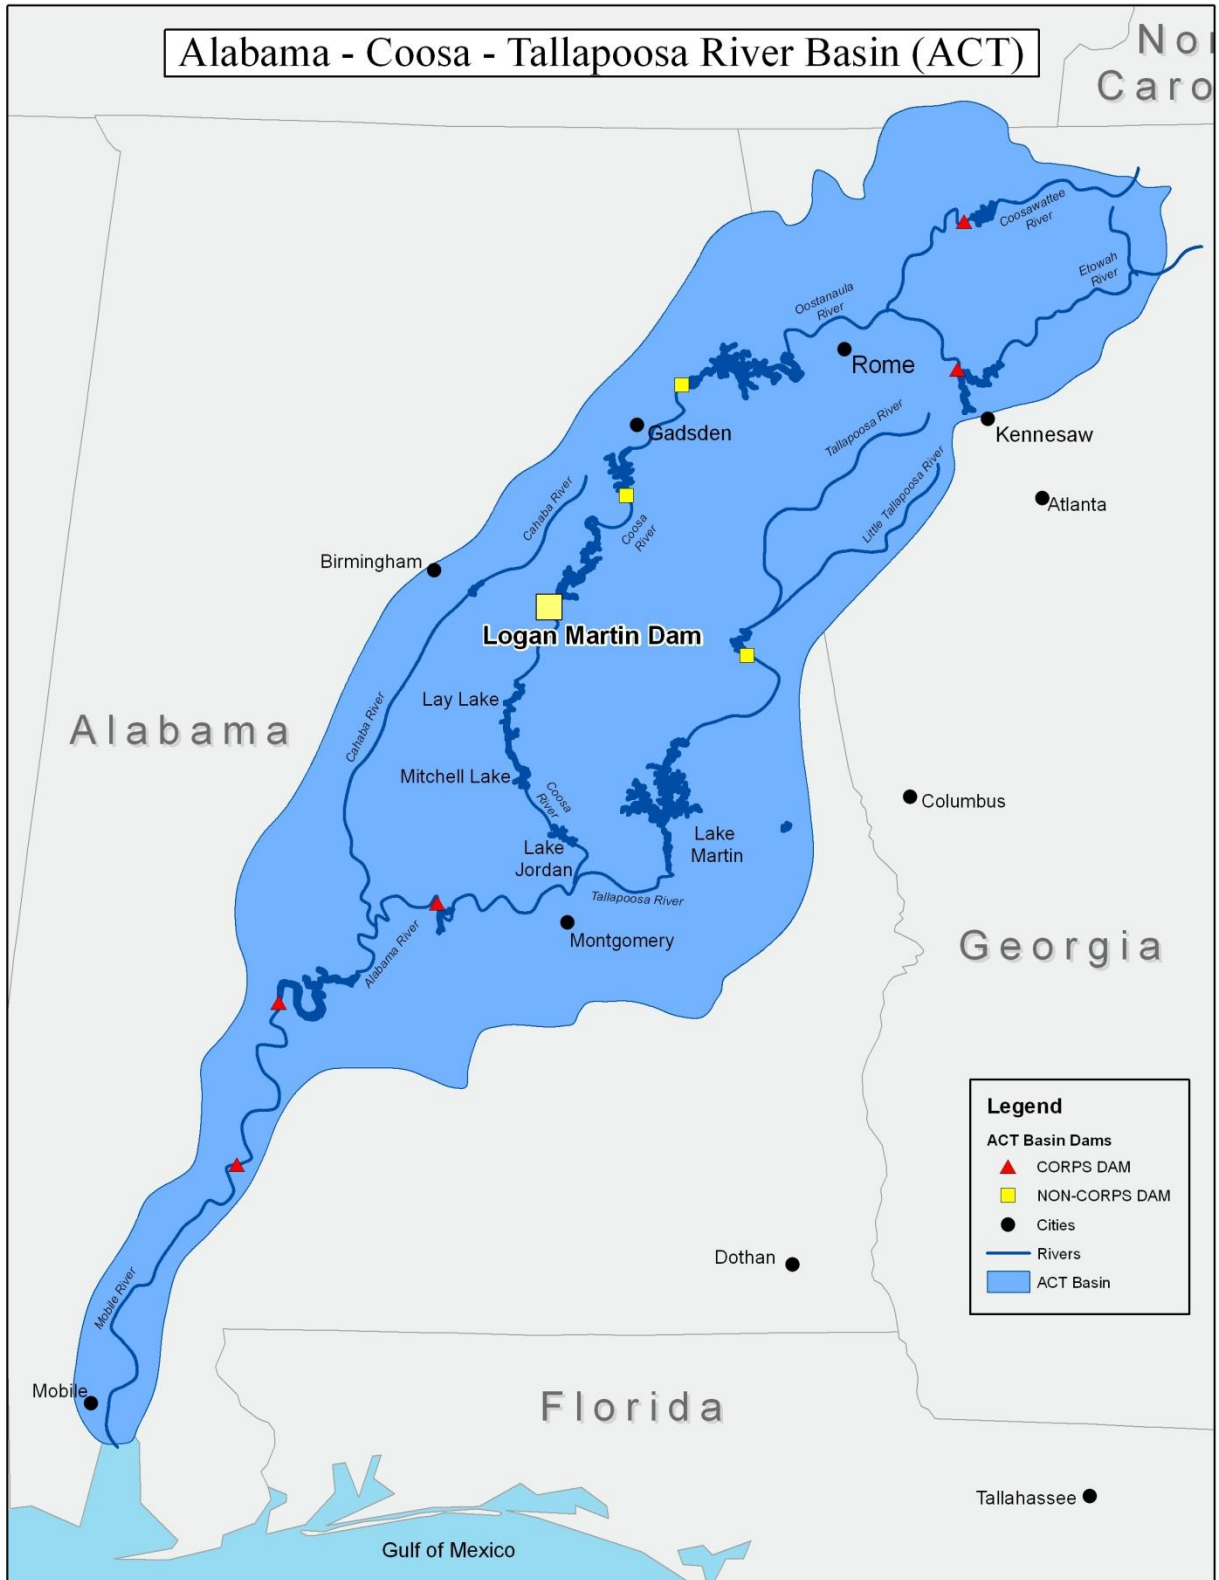 Alabama - Coosa - Tallapoosa River Basin (ACT)
Nor
Caro
Coosawattee
River
Etowah
River
Oostanaula
River
Rome
Gadsden
Kennesaw
Tallapoosa River
Little Tallapoosa River
Atlanta
Cahaba River
Coosa
River
Birmingham
Logan Martin Dam
Lay Lake
Cahaba River
Alabama
Mitchell Lake
Coosa
River
Columbus
Lake
Martin
Lake
Jordan
Tallapoosa River
Montgomery
Alabama River
Georgia
Legend
ACT Basin Dams
CORPS DAM
NON-CORPS DAM
Cities
Rivers
ACT Basin
Dothan
Mobile River
Mobile
Florida
Tallahassee
Gulf of Mexico